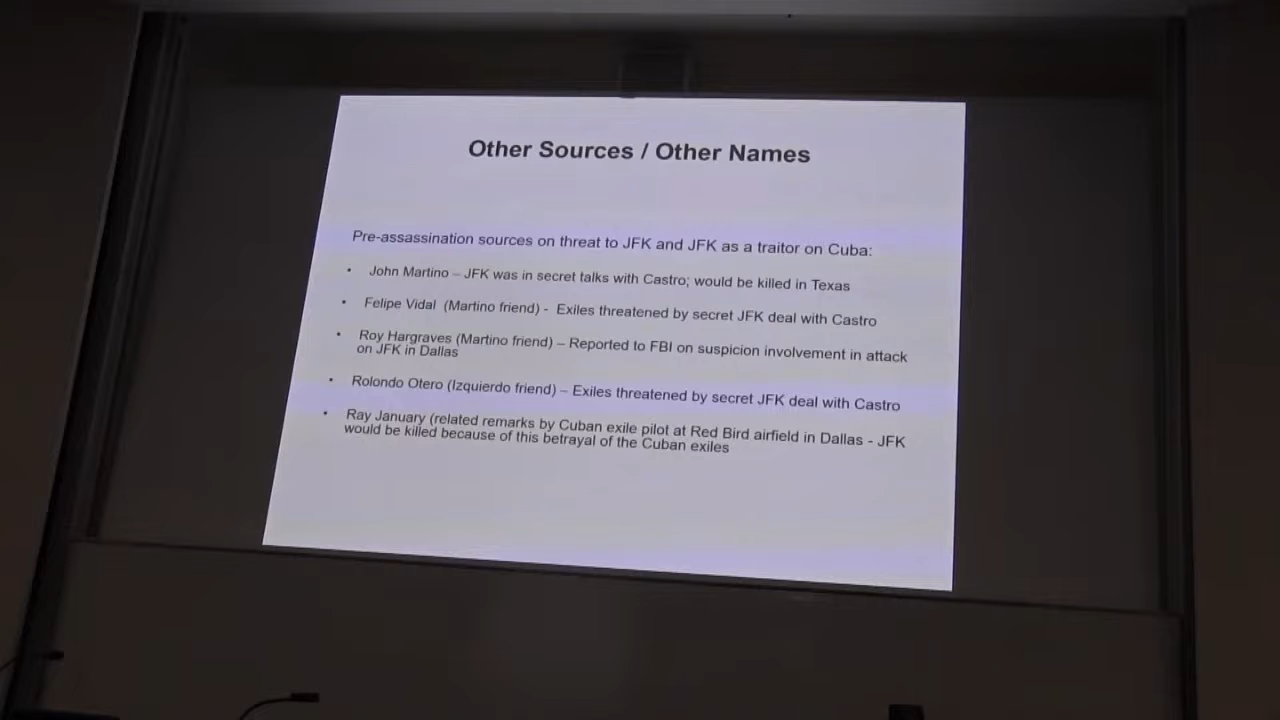 Other Sources / Other Names
Pre-assassination sources on threat to JFK and JFK as a traitor on Cuba:
• John Martino – JFK was in secret talks with Castro; would be killed in Texas
• Felipe Vidal (Martino friend) - Exiles threatened by secret JFK deal with Castro
• Roy Hargraves (Martino friend) – Reported to FBI on suspicion involvement in attack
on JFK in Dallas
• Rolondo Otero (Izquierdo friend) – Exiles threatened by secret JFK deal with Castro
• Ray January (related remarks by Cuban exile pilot at Red Bird airfield in Dallas - JFK
would be killed because of this betrayal of the Cuban exiles